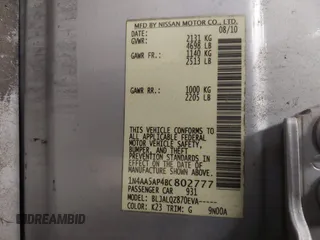 MFD BY NISSAN MOTOR CO., LTD.
DATE: 08/10
GVWR: 2131 KG
4698 LB
GAWR FR.: 1140 KG
2513 LB
GAWR RR.: 1000 KG
2205 LB
THIS VEHICLE CONFORMS TO
ALL APPLICABLE FEDERAL
MOTOR VEHICLE SAFETY,
BUMPER, AND THEFT
PREVENTION STANDARDS
IN EFFECT ON THE DATE OF
MANUFACTURE SHOWN ABOVE.
1N4AA5AP4BC802777
PASSENGER CAR 931
MODEL: BLJALQZ870EVA-----
COLOR: K23 TRIM: G 9N00A
DREAMBID